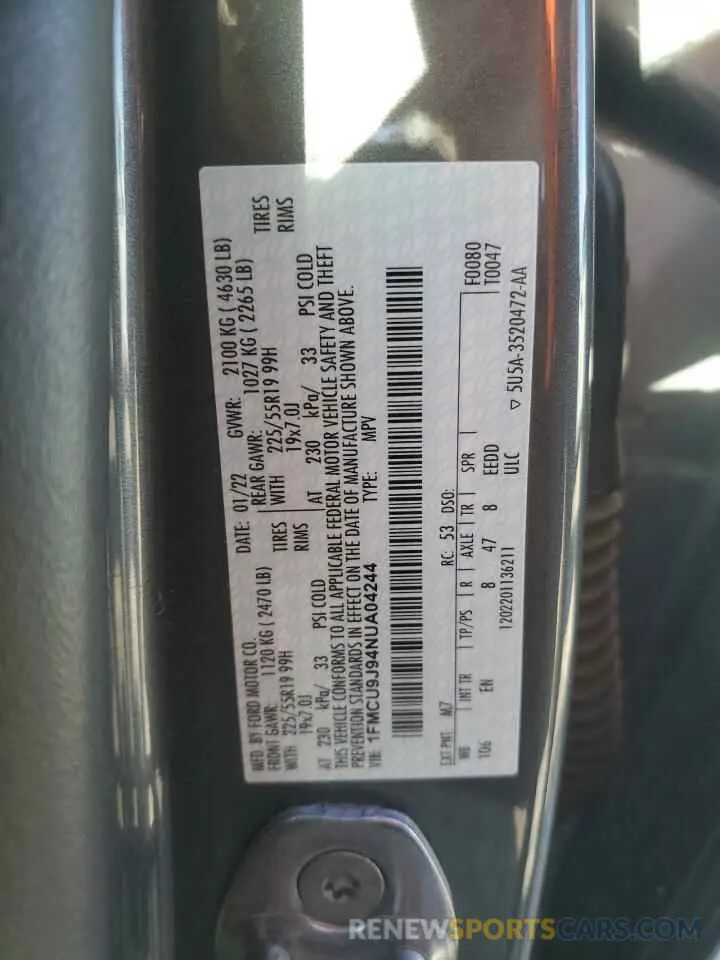 MFD. BY FORD MOTOR CO. DATE: 01/22 GVWR: 2100 KG ( 4630 LB)
FRONT GAWR: 1120 KG ( 2470 LB) REAR GAWR: 1027 KG ( 2265 LB)
WITH 225/55R19 99H TIRES WITH 225/55R19 99H TIRES
19x7.0J RIMS 19x7.0J RIMS
AT 230 kPa/ 33 PSI COLD AT 230 kPa/ 33 PSI COLD
THIS VEHICLE CONFORMS TO ALL APPLICABLE FEDERAL MOTOR VEHICLE SAFETY AND THEFT
PREVENTION STANDARDS IN EFFECT ON THE DATE OF MANUFACTURE SHOWN ABOVE.
VIN: 1FMCU9J94NUA04244 TYPE: MPV
EXT PNT: M7 RC: 53 DSO: F0080
WB INT TR TP/PS R AXLE TR SPR T0047
106 EN 8 47 8 EEDD
1202201136211 ULC ▽ 5U5A-3520472-AA
RENEWSPORTSCARS.COM